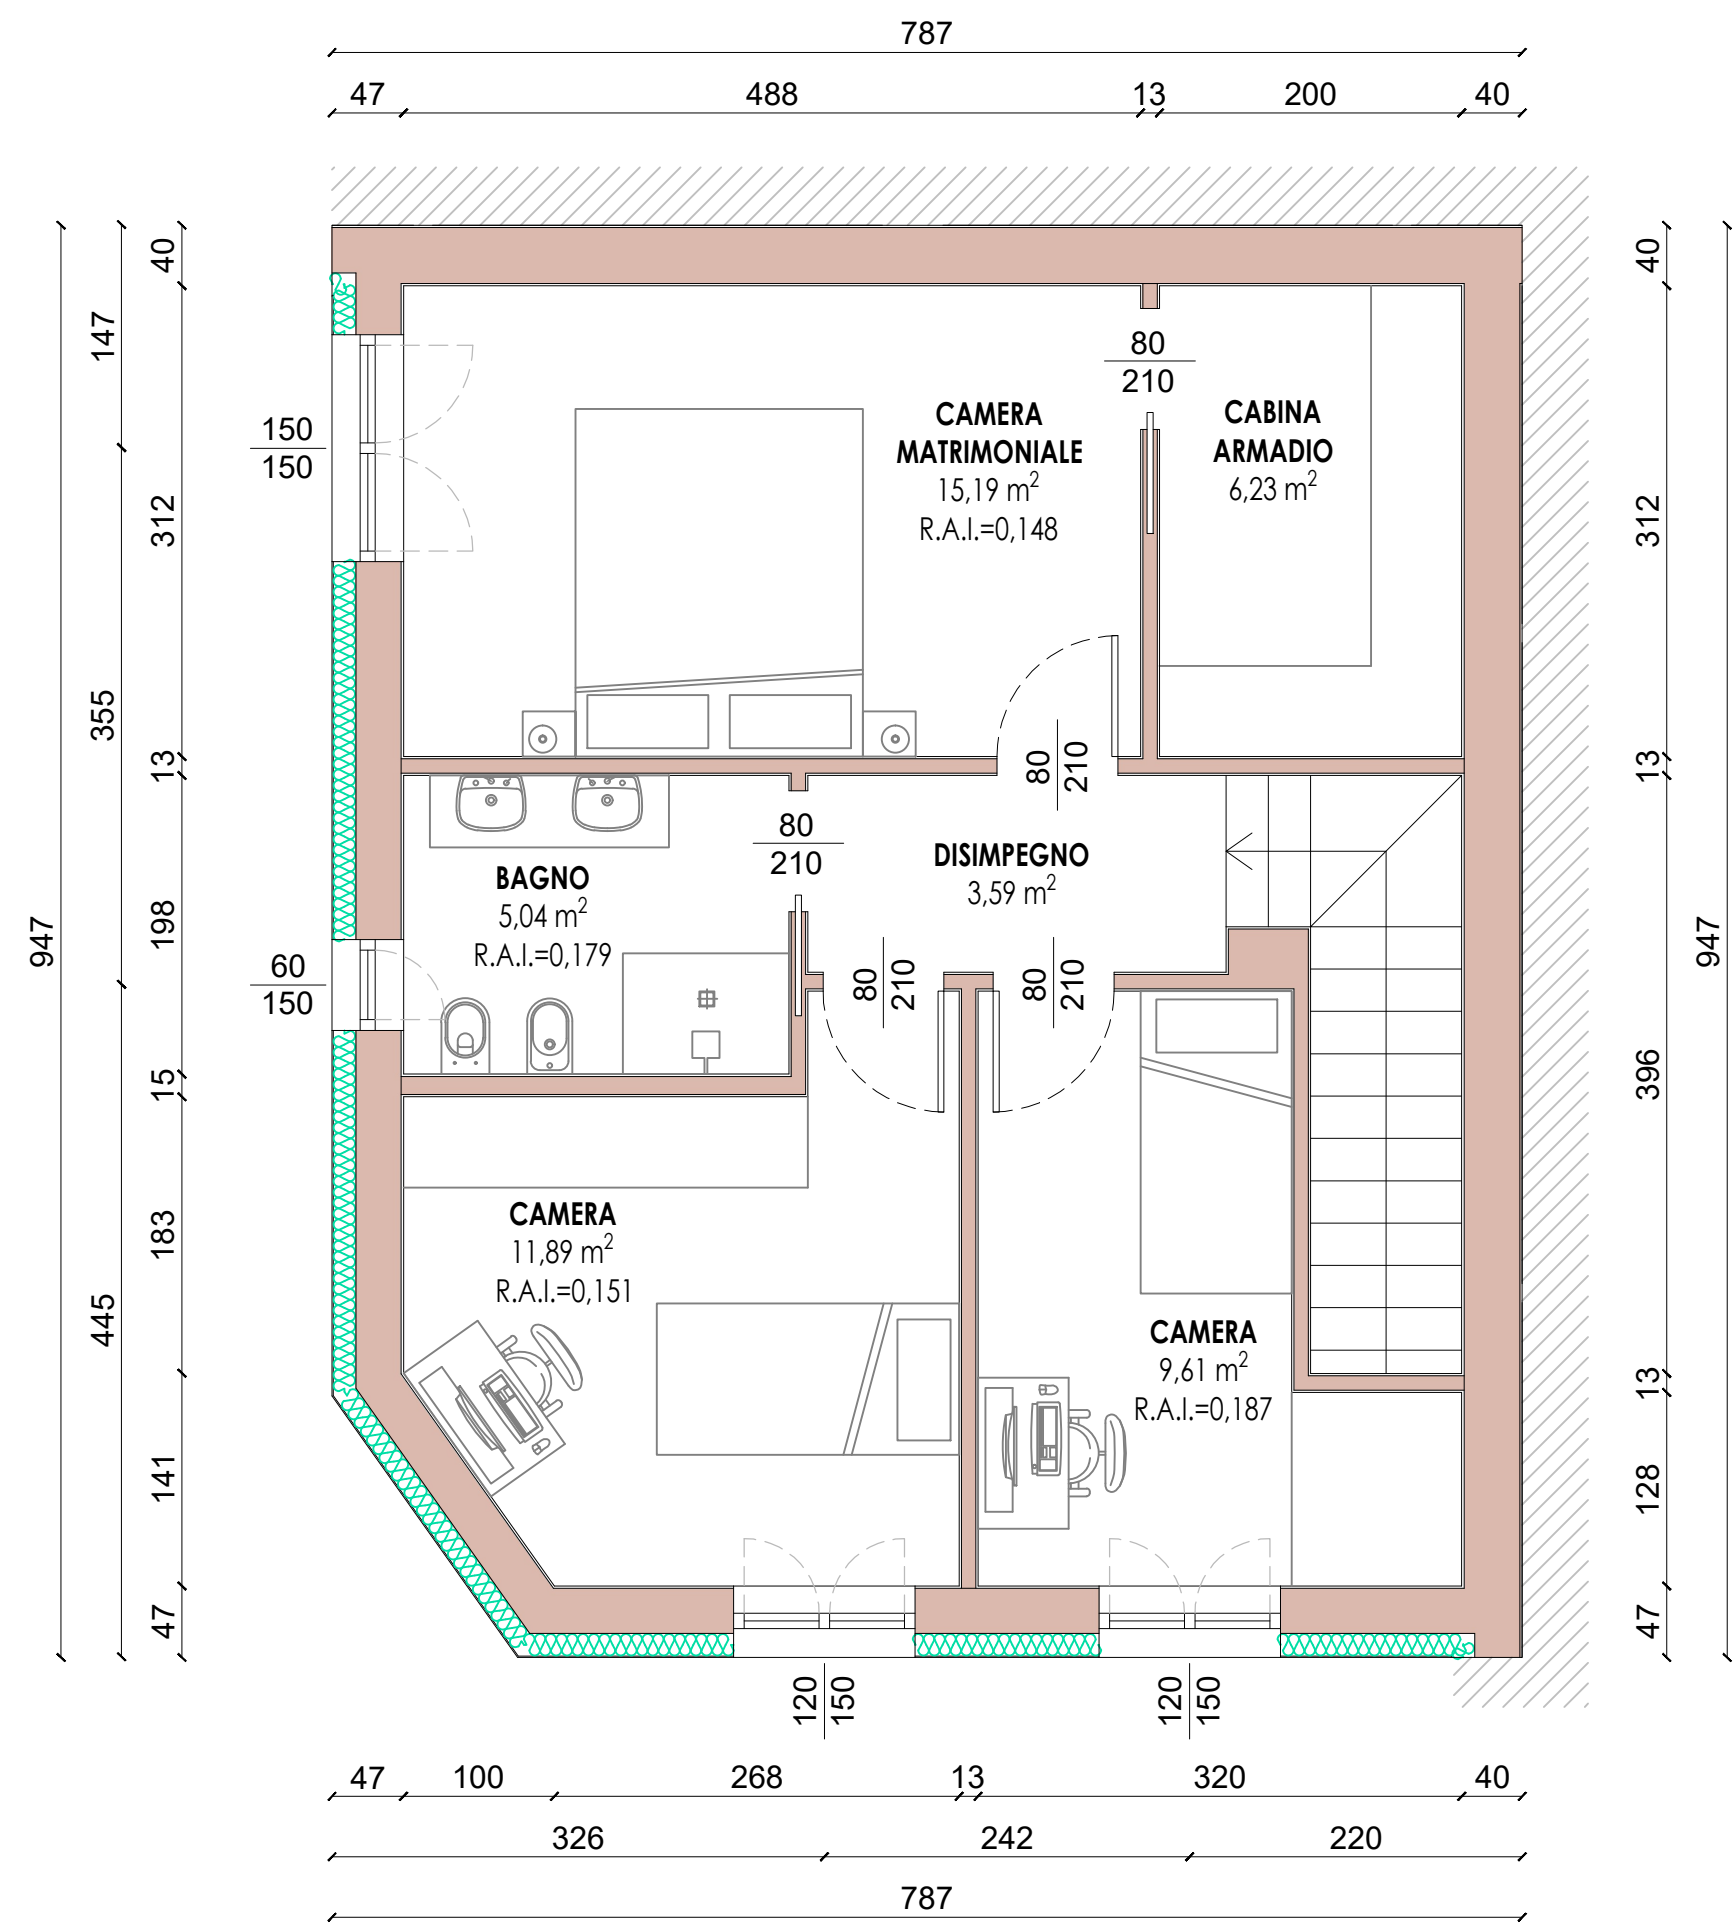 787
47 488 13 200 40
40
147
312
355
13
198
947
15
183
445
141
47
40
312
13
396
947
13
128
47
150
150
60
150
80
210
CAMERA
MATRIMONIALE
15,19 m²
R.A.I.=0,148
CABINA
ARMADIO
6,23 m²
80
210
80
210
BAGNO
5,04 m²
R.A.I.=0,179
DISIMPEGNO
3,59 m²
80
210
80
210
CAMERA
11,89 m²
R.A.I.=0,151
CAMERA
9,61 m²
R.A.I.=0,187
120
150
120
150
47 100 268 13 320 40
326 242 220
787